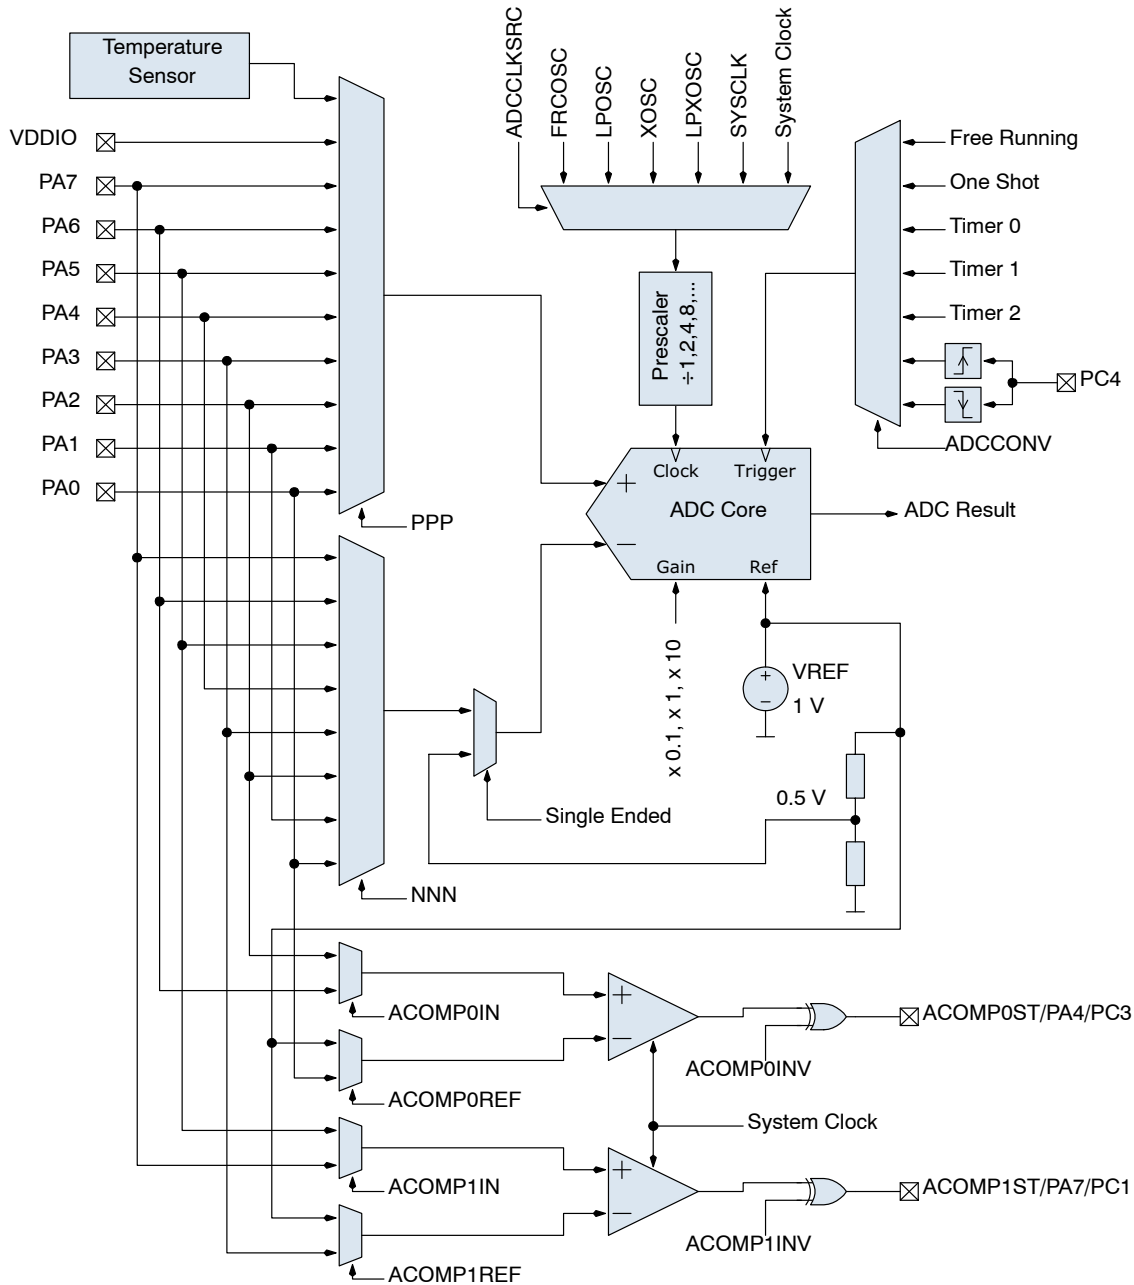 Temperature
Sensor
VDDIO
PA7
PA6
PA5
PA4
PA3
PA2
PA1
PA0
PPP
NNN
ADCCLKSRC
FRCOSC
LPOSC
XOSC
LPXOSC
SYSCLK
System Clock
Prescaler
÷1,2,4,8,...
Free Running
One Shot
Timer 0
Timer 1
Timer 2
PC4
ADCCONV
Clock
Trigger
+
ADC Core
ADC Result
−
Gain
Ref
x 0.1, x 1, x 10
+
VREF
−
1 V
0.5 V
Single Ended
ACOMP0IN
+
−
ACOMP0ST/PA4/PC3
ACOMP0INV
ACOMP0REF
System Clock
ACOMP1IN
+
−
ACOMP1ST/PA7/PC1
ACOMP1INV
ACOMP1REF